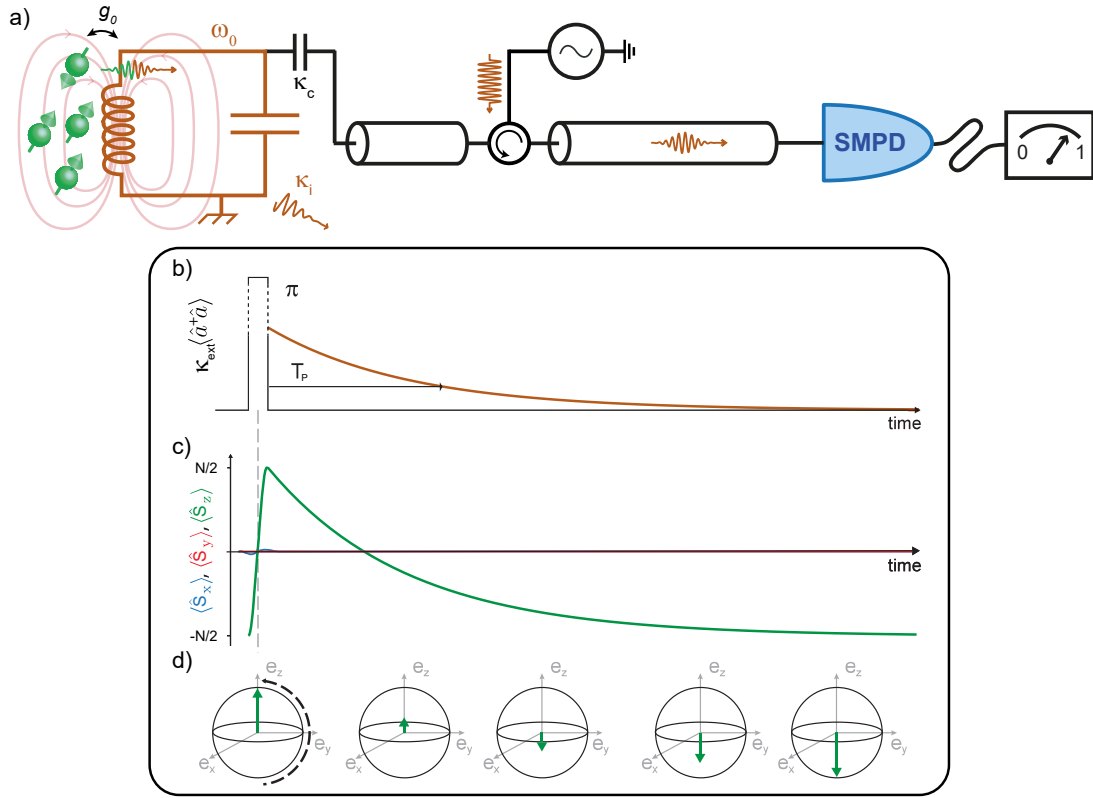 a)
g₀
ω₀
κc
κi
SMPD
0 1
b)
π
κext⟨â⁺â⟩
TP
time
c)
N/2
⟨Ŝx⟩, ⟨Ŝy⟩, ⟨Ŝz⟩
time
-N/2
d)
ez ez ez ez ez
ey ey ey ey ey
ex ex ex ex ex